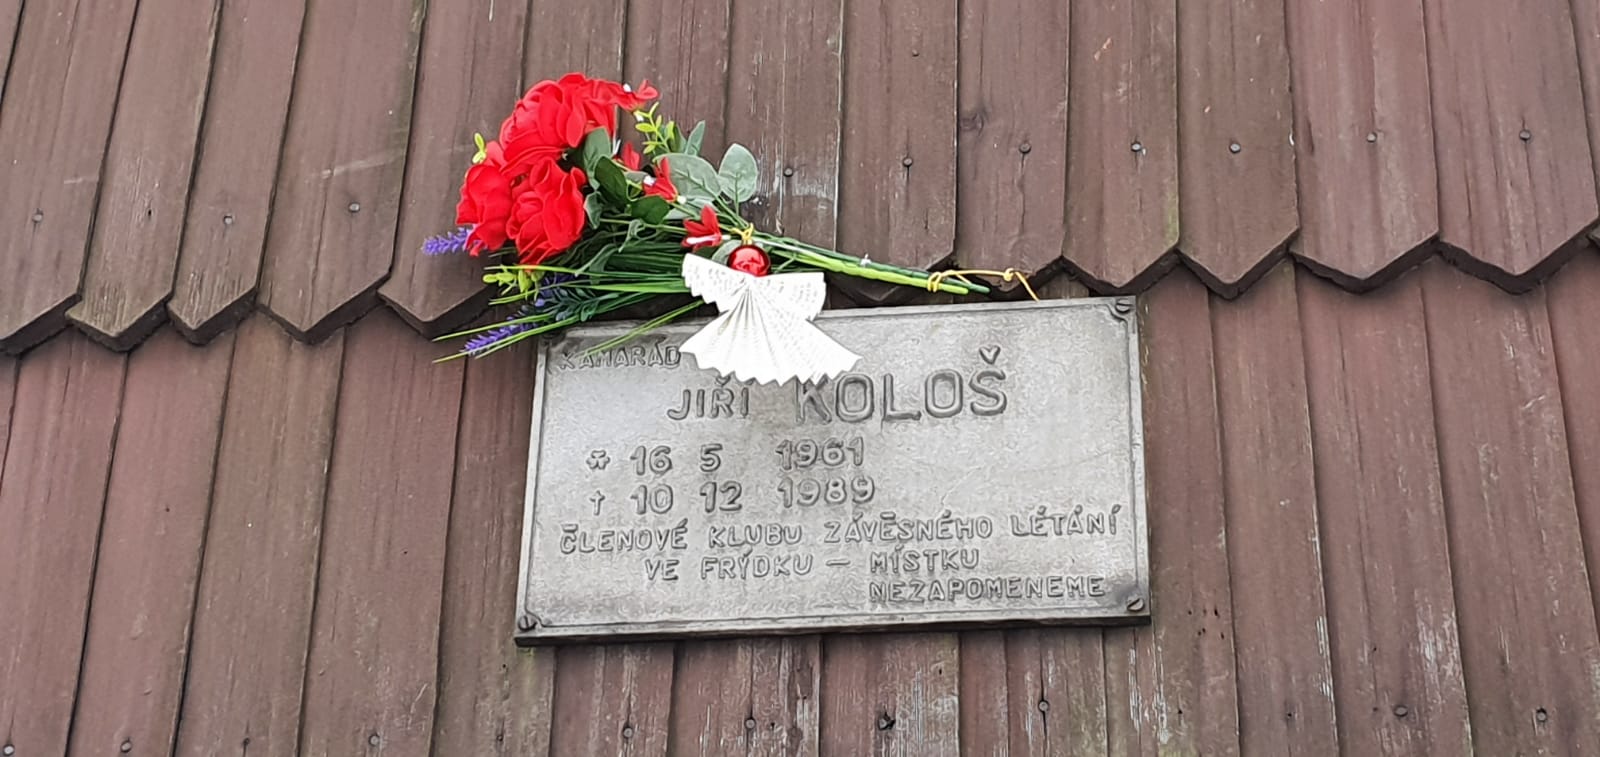 KAMARÁD
JIŘÍ KOLOŠ
* 16 5 1961
† 10 12 1989
ČLENOVÉ KLUBU ZÁVĚSNÉHO LÉTÁNÍ
VE FRÝDKU – MÍSTKU
NEZAPOMENEME